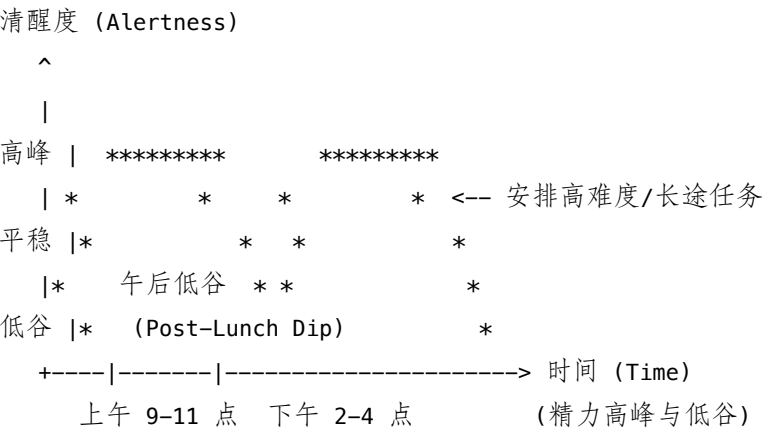 清醒度 (Alertness)
^
|
高峰 | ********* *********
| * * * * <-- 安排高难度/长途任务
平稳 |* * * *
|* 午后低谷 * * *
低谷 |* (Post-Lunch Dip) *
+----|-------|----------------------> 时间 (Time)
上午 9-11 点 下午 2-4 点 (精力高峰与低谷)